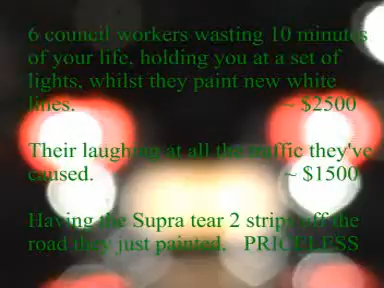 6 council workers wasting 10 minutes
of your life, holding you at a set of
lights, whilst they paint new white
lines. ~ $2500
Their laughing at all the traffic they've
caused. ~ $1500
Having the Supra tear 2 strips off the
road they just painted. PRICELESS